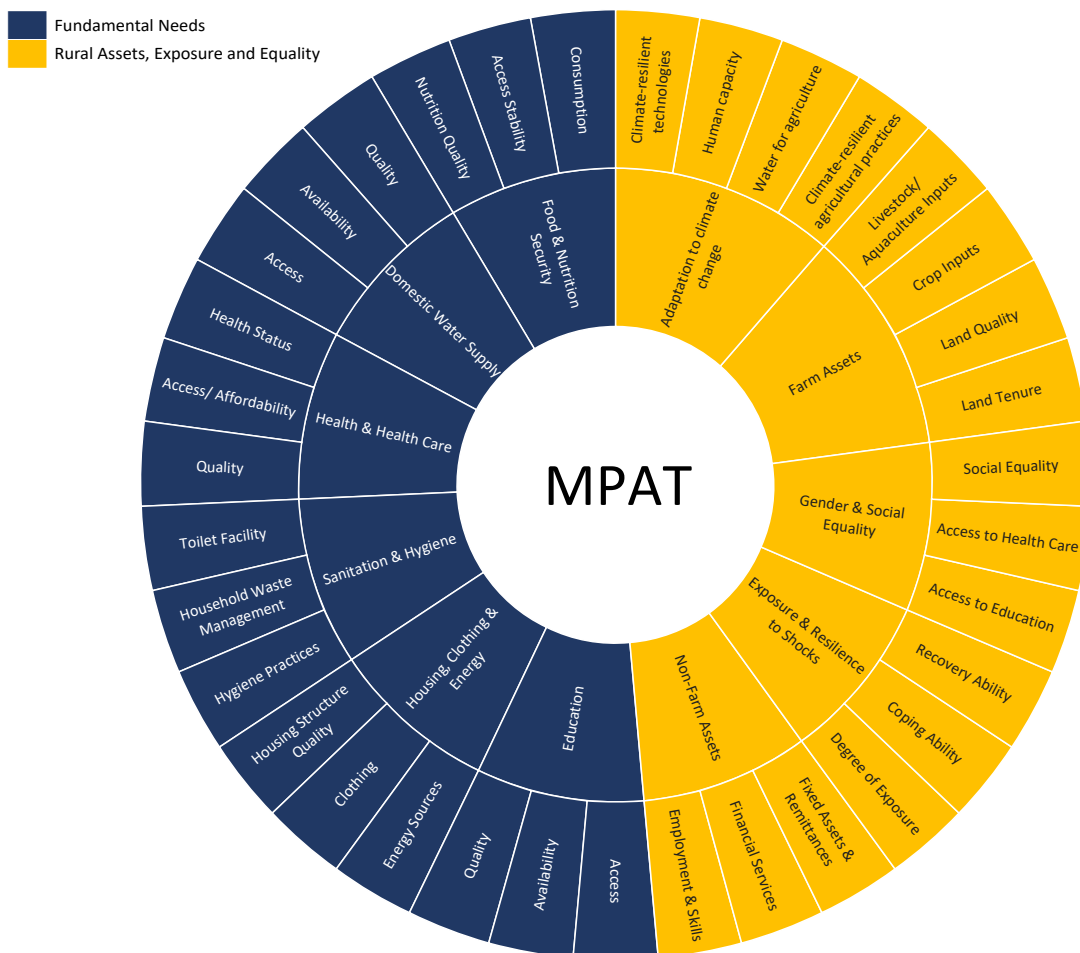 Fundamental Needs
Rural Assets, Exposure and Equality
MPAT
Adaptation to climate
change
Farm Assets
Gender & Social
Equality
Exposure & Resilience
to Shocks
Non-Farm Assets
Education
Housing, Clothing &
Energy
Sanitation & Hygiene
Health & Health Care
Domestic Water Supply
Food & Nutrition
Security
Climate-resilient
technologies
Human capacity
Water for agriculture
Climate-resilient
agricultural practices
Livestock/
Aquaculture Inputs
Crop Inputs
Land Quality
Land Tenure
Social Equality
Access to Health Care
Access to Education
Recovery Ability
Coping Ability
Degree of Exposure
Fixed Assets &
Remittances
Financial Services
Employment & Skills
Access
Availability
Quality
Energy Sources
Clothing
Housing Structure
Quality
Hygiene Practices
Household Waste
Management
Toilet Facility
Quality
Access/ Affordability
Health Status
Access
Availability
Quality
Nutrition Quality
Access Stability
Consumption